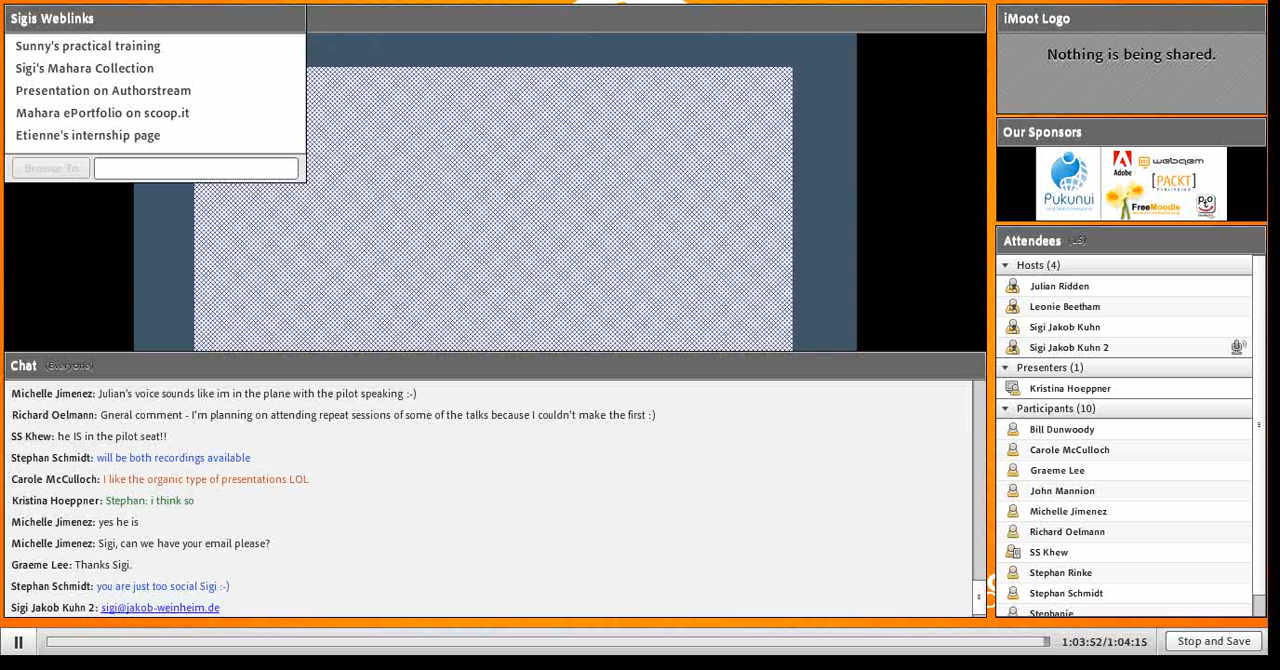 Sigis Weblinks
Sunny's practical training
Sigi's Mahara Collection
Presentation on Authorstream
Mahara ePortfolio on scoop.it
Etienne's internship page
Browse To
iMoot Logo
Nothing is being shared.
Our Sponsors
Pukunui
Adobe
webqem
[PACKT]
PUBLISHING
FreeMoodle
Attendees (15)
Hosts (4)
Julian Ridden
Leonie Beetham
Sigi Jakob Kuhn
Sigi Jakob Kuhn 2
Presenters (1)
Kristina Hoeppner
Participants (10)
Bill Dunwoody
Carole McCulloch
Graeme Lee
John Mannion
Michelle Jimenez
Richard Oelmann
SS Khew
Stephan Rinke
Stephan Schmidt
Stephanie
Chat (Everyone)
Michelle Jimenez: Julian's voice sounds like im in the plane with the pilot speaking :-)
Richard Oelmann: Gneral comment - I'm planning on attending repeat sessions of some of the talks because I couldn't make the first :)
SS Khew: he IS in the pilot seat!!
Stephan Schmidt: will be both recordings available
Carole McCulloch: I like the organic type of presentations LOL
Kristina Hoeppner: Stephan: i think so
Michelle Jimenez: yes he is
Michelle Jimenez: Sigi, can we have your email please?
Graeme Lee: Thanks Sigi.
Stephan Schmidt: you are just too social Sigi :-)
Sigi Jakob Kuhn 2: sigi@jakob-weinheim.de
1:03:52/1:04:15
Stop and Save